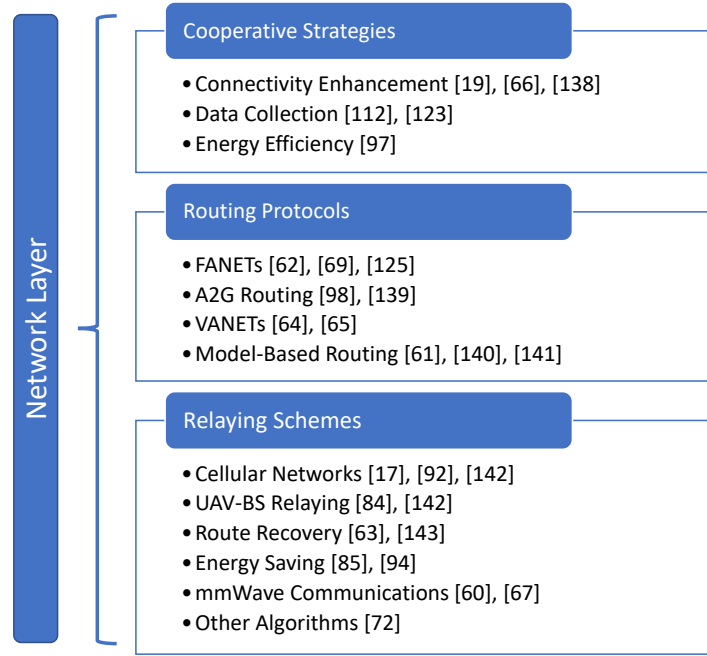 Network Layer
Cooperative Strategies
•Connectivity Enhancement [19], [66], [138]
•Data Collection [112], [123]
•Energy Efficiency [97]
Routing Protocols
•FANETs [62], [69], [125]
•A2G Routing [98], [139]
•VANETs [64], [65]
•Model-Based Routing [61], [140], [141]
Relaying Schemes
•Cellular Networks [17], [92], [142]
•UAV-BS Relaying [84], [142]
•Route Recovery [63], [143]
•Energy Saving [85], [94]
•mmWave Communications [60], [67]
•Other Algorithms [72]